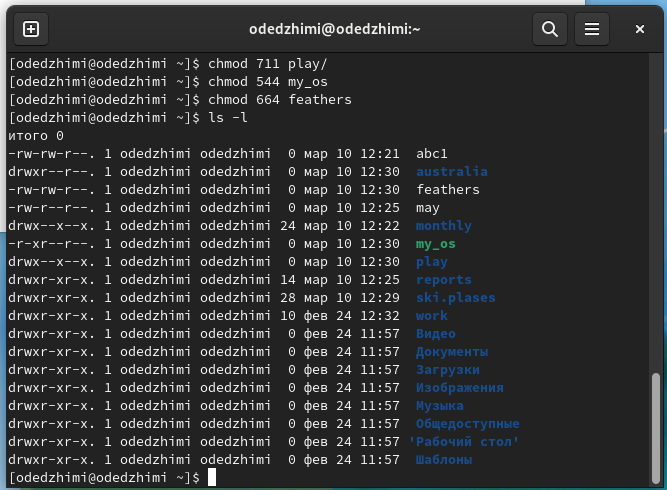 odedzhimi@odedzhimi:~
[odedzhimi@odedzhimi ~]$ chmod 711 play/
[odedzhimi@odedzhimi ~]$ chmod 544 my_os
[odedzhimi@odedzhimi ~]$ chmod 664 feathers
[odedzhimi@odedzhimi ~]$ ls -l
итого 0
-rw-rw-r--. 1 odedzhimi odedzhimi  0 мар 10 12:21  abc1
drwxr--r--. 1 odedzhimi odedzhimi  0 мар 10 12:30  australia
-rw-rw-r--. 1 odedzhimi odedzhimi  0 мар 10 12:30  feathers
-rw-r--r--. 1 odedzhimi odedzhimi  0 мар 10 12:25  may
drwx--x--x. 1 odedzhimi odedzhimi 24 мар 10 12:22  monthly
-r-xr--r--. 1 odedzhimi odedzhimi  0 мар 10 12:30  my_os
drwx--x--x. 1 odedzhimi odedzhimi  0 мар 10 12:30  play
drwxr-xr-x. 1 odedzhimi odedzhimi 14 мар 10 12:25  reports
drwxr-xr-x. 1 odedzhimi odedzhimi 28 мар 10 12:29  ski.plases
drwxr-xr-x. 1 odedzhimi odedzhimi 10 фев 24 12:32  work
drwxr-xr-x. 1 odedzhimi odedzhimi  0 фев 24 11:57  Видео
drwxr-xr-x. 1 odedzhimi odedzhimi  0 фев 24 11:57  Документы
drwxr-xr-x. 1 odedzhimi odedzhimi  0 фев 24 11:57  Загрузки
drwxr-xr-x. 1 odedzhimi odedzhimi  0 фев 24 11:57  Изображения
drwxr-xr-x. 1 odedzhimi odedzhimi  0 фев 24 11:57  Музыка
drwxr-xr-x. 1 odedzhimi odedzhimi  0 фев 24 11:57  Общедоступные
drwxr-xr-x. 1 odedzhimi odedzhimi  0 фев 24 11:57 'Рабочий стол'
drwxr-xr-x. 1 odedzhimi odedzhimi  0 фев 24 11:57  Шаблоны
[odedzhimi@odedzhimi ~]$